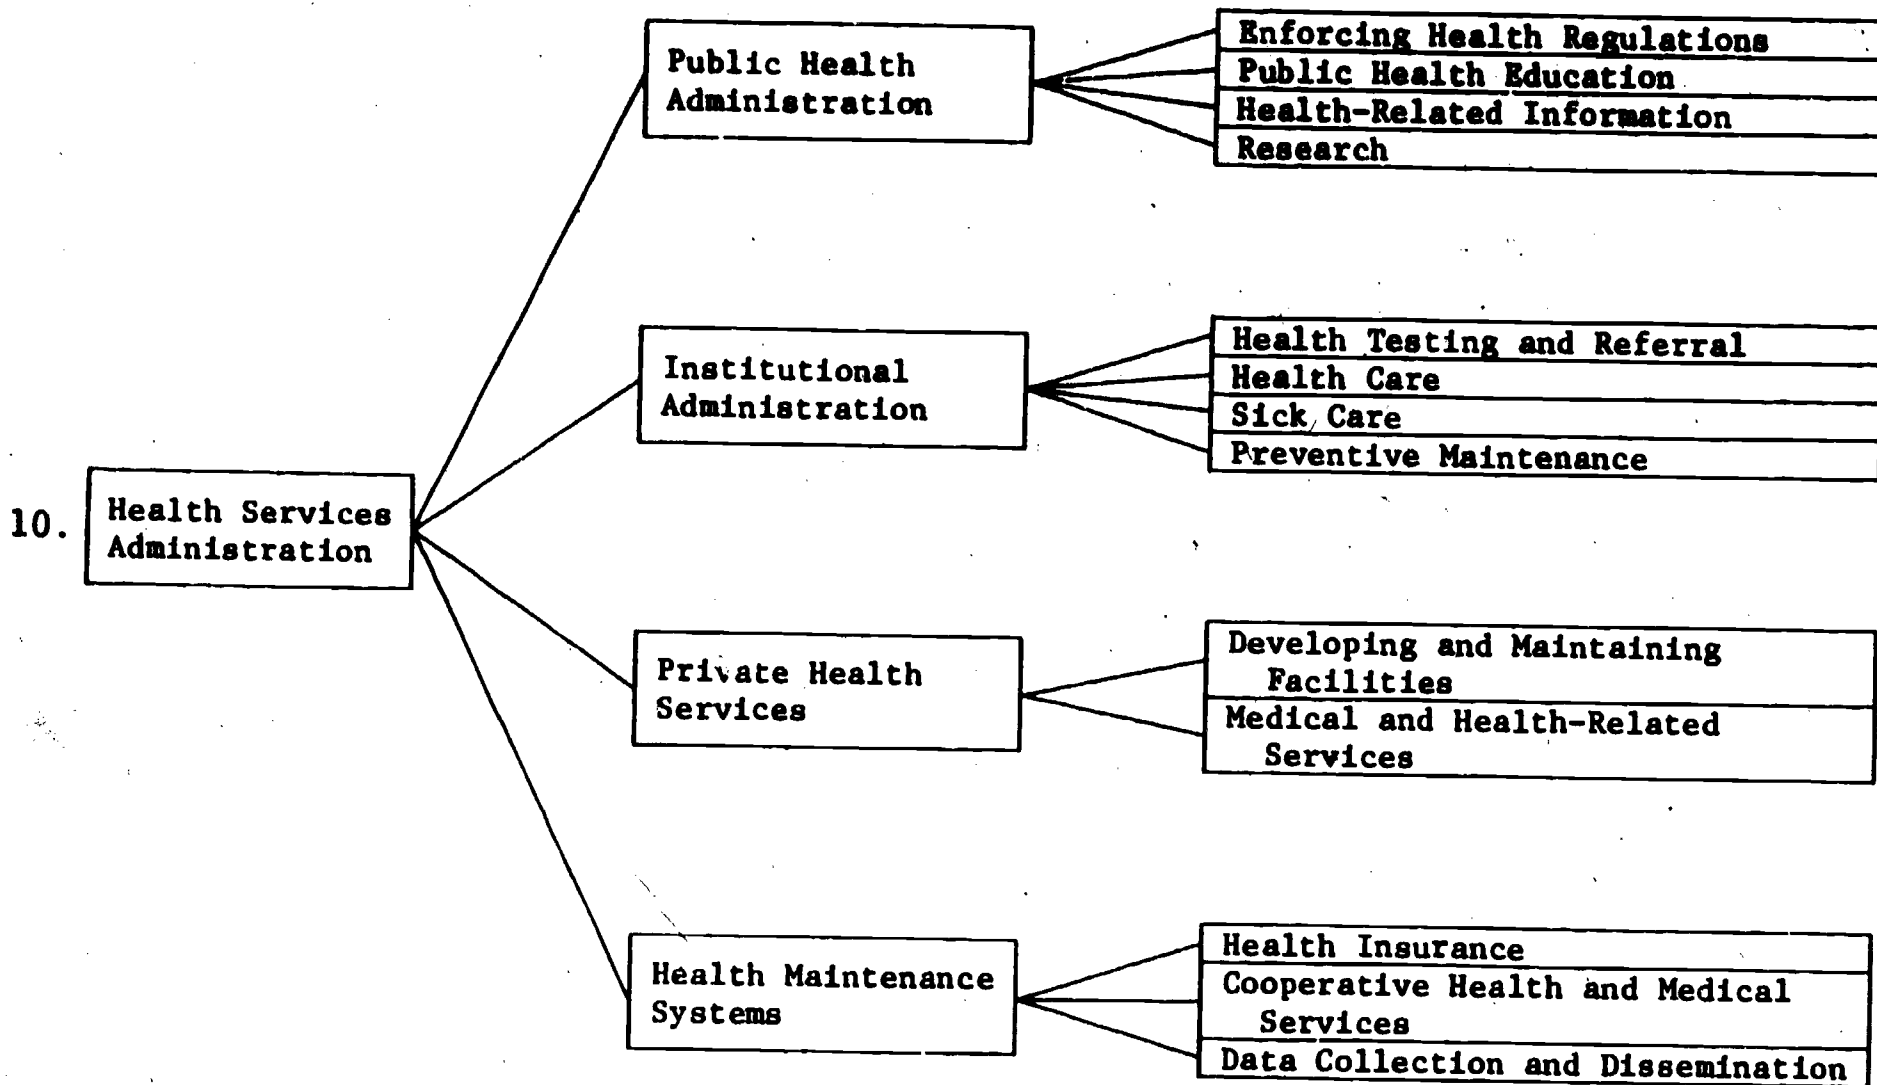 Public Health
Administration
Enforcing Health Regulations
Public Health Education
Health-Related Information
Research
Institutional
Administration
Health Testing and Referral
Health Care
Sick Care
Preventive Maintenance
10.
Health Services
Administration
Private Health
Services
Developing and Maintaining
Facilities
Medical and Health-Related
Services
Health Maintenance
Systems
Health Insurance
Cooperative Health and Medical
Services
Data Collection and Dissemination